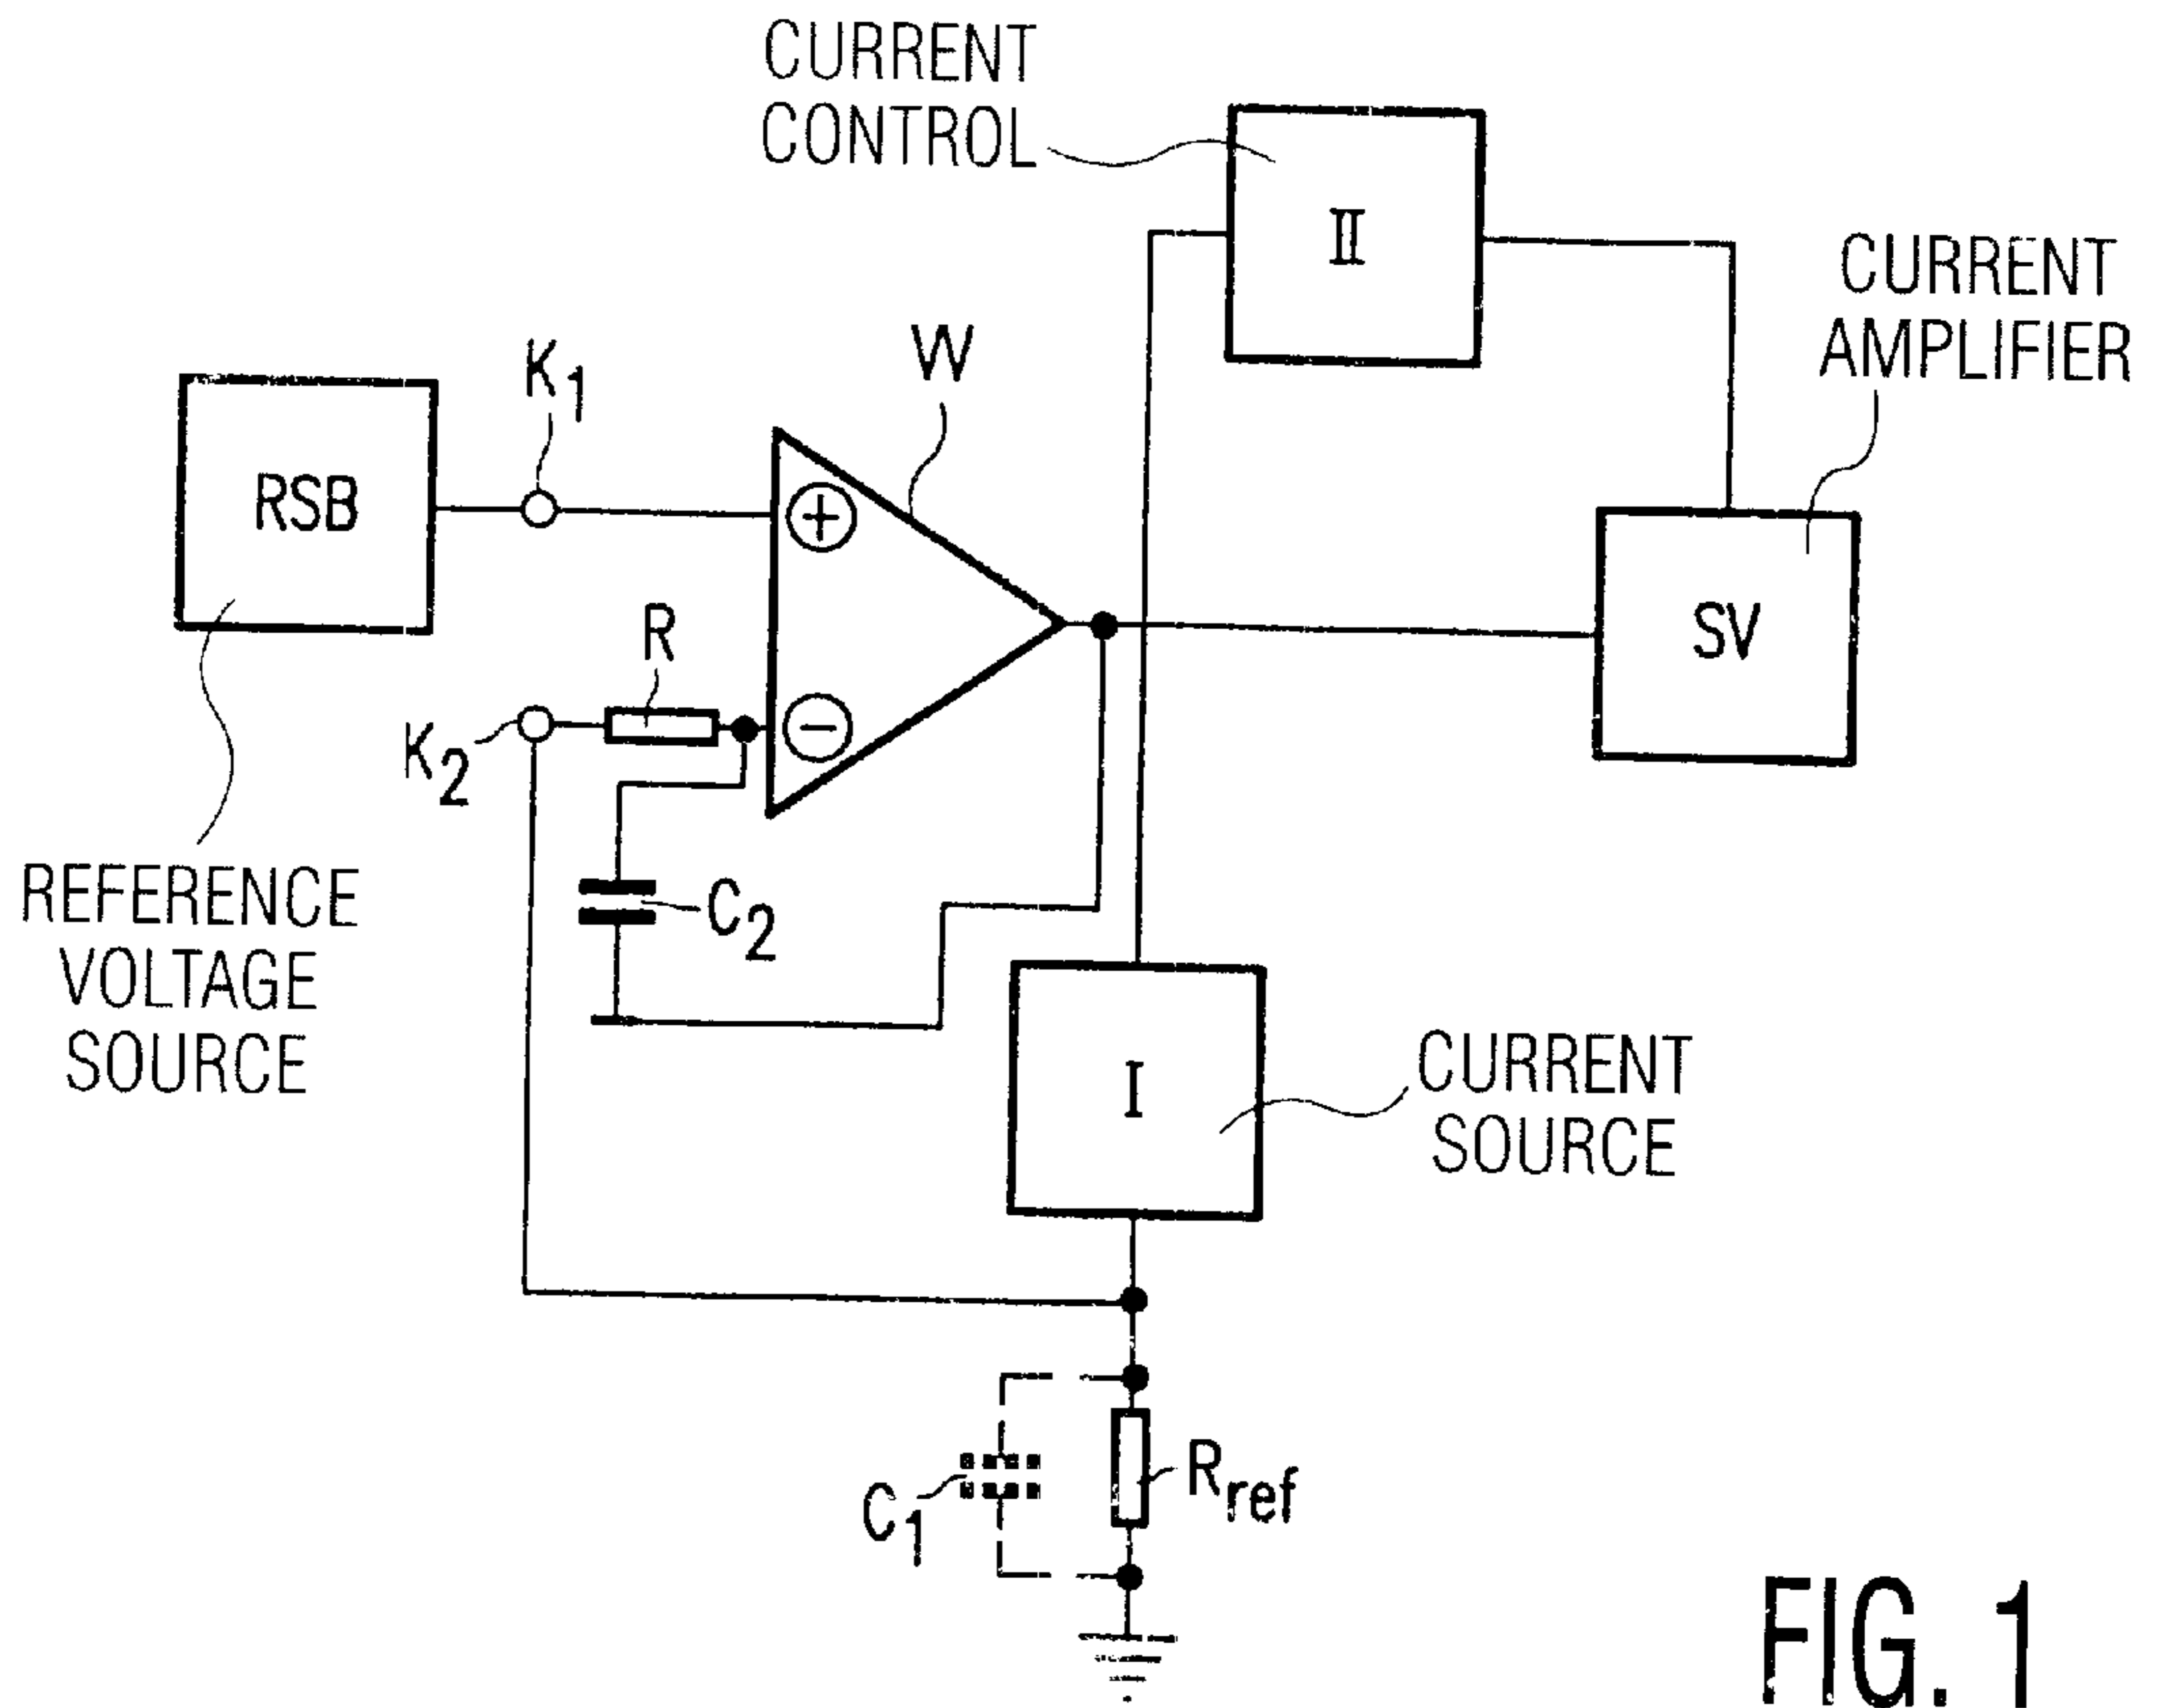 CURRENT
CONTROL
II
CURRENT
AMPLIFIER
K1
W
RSB
+
R
SV
K2
−
REFERENCE
VOLTAGE
SOURCE
C2
I
CURRENT
SOURCE
C1
Rref
FIG. 1